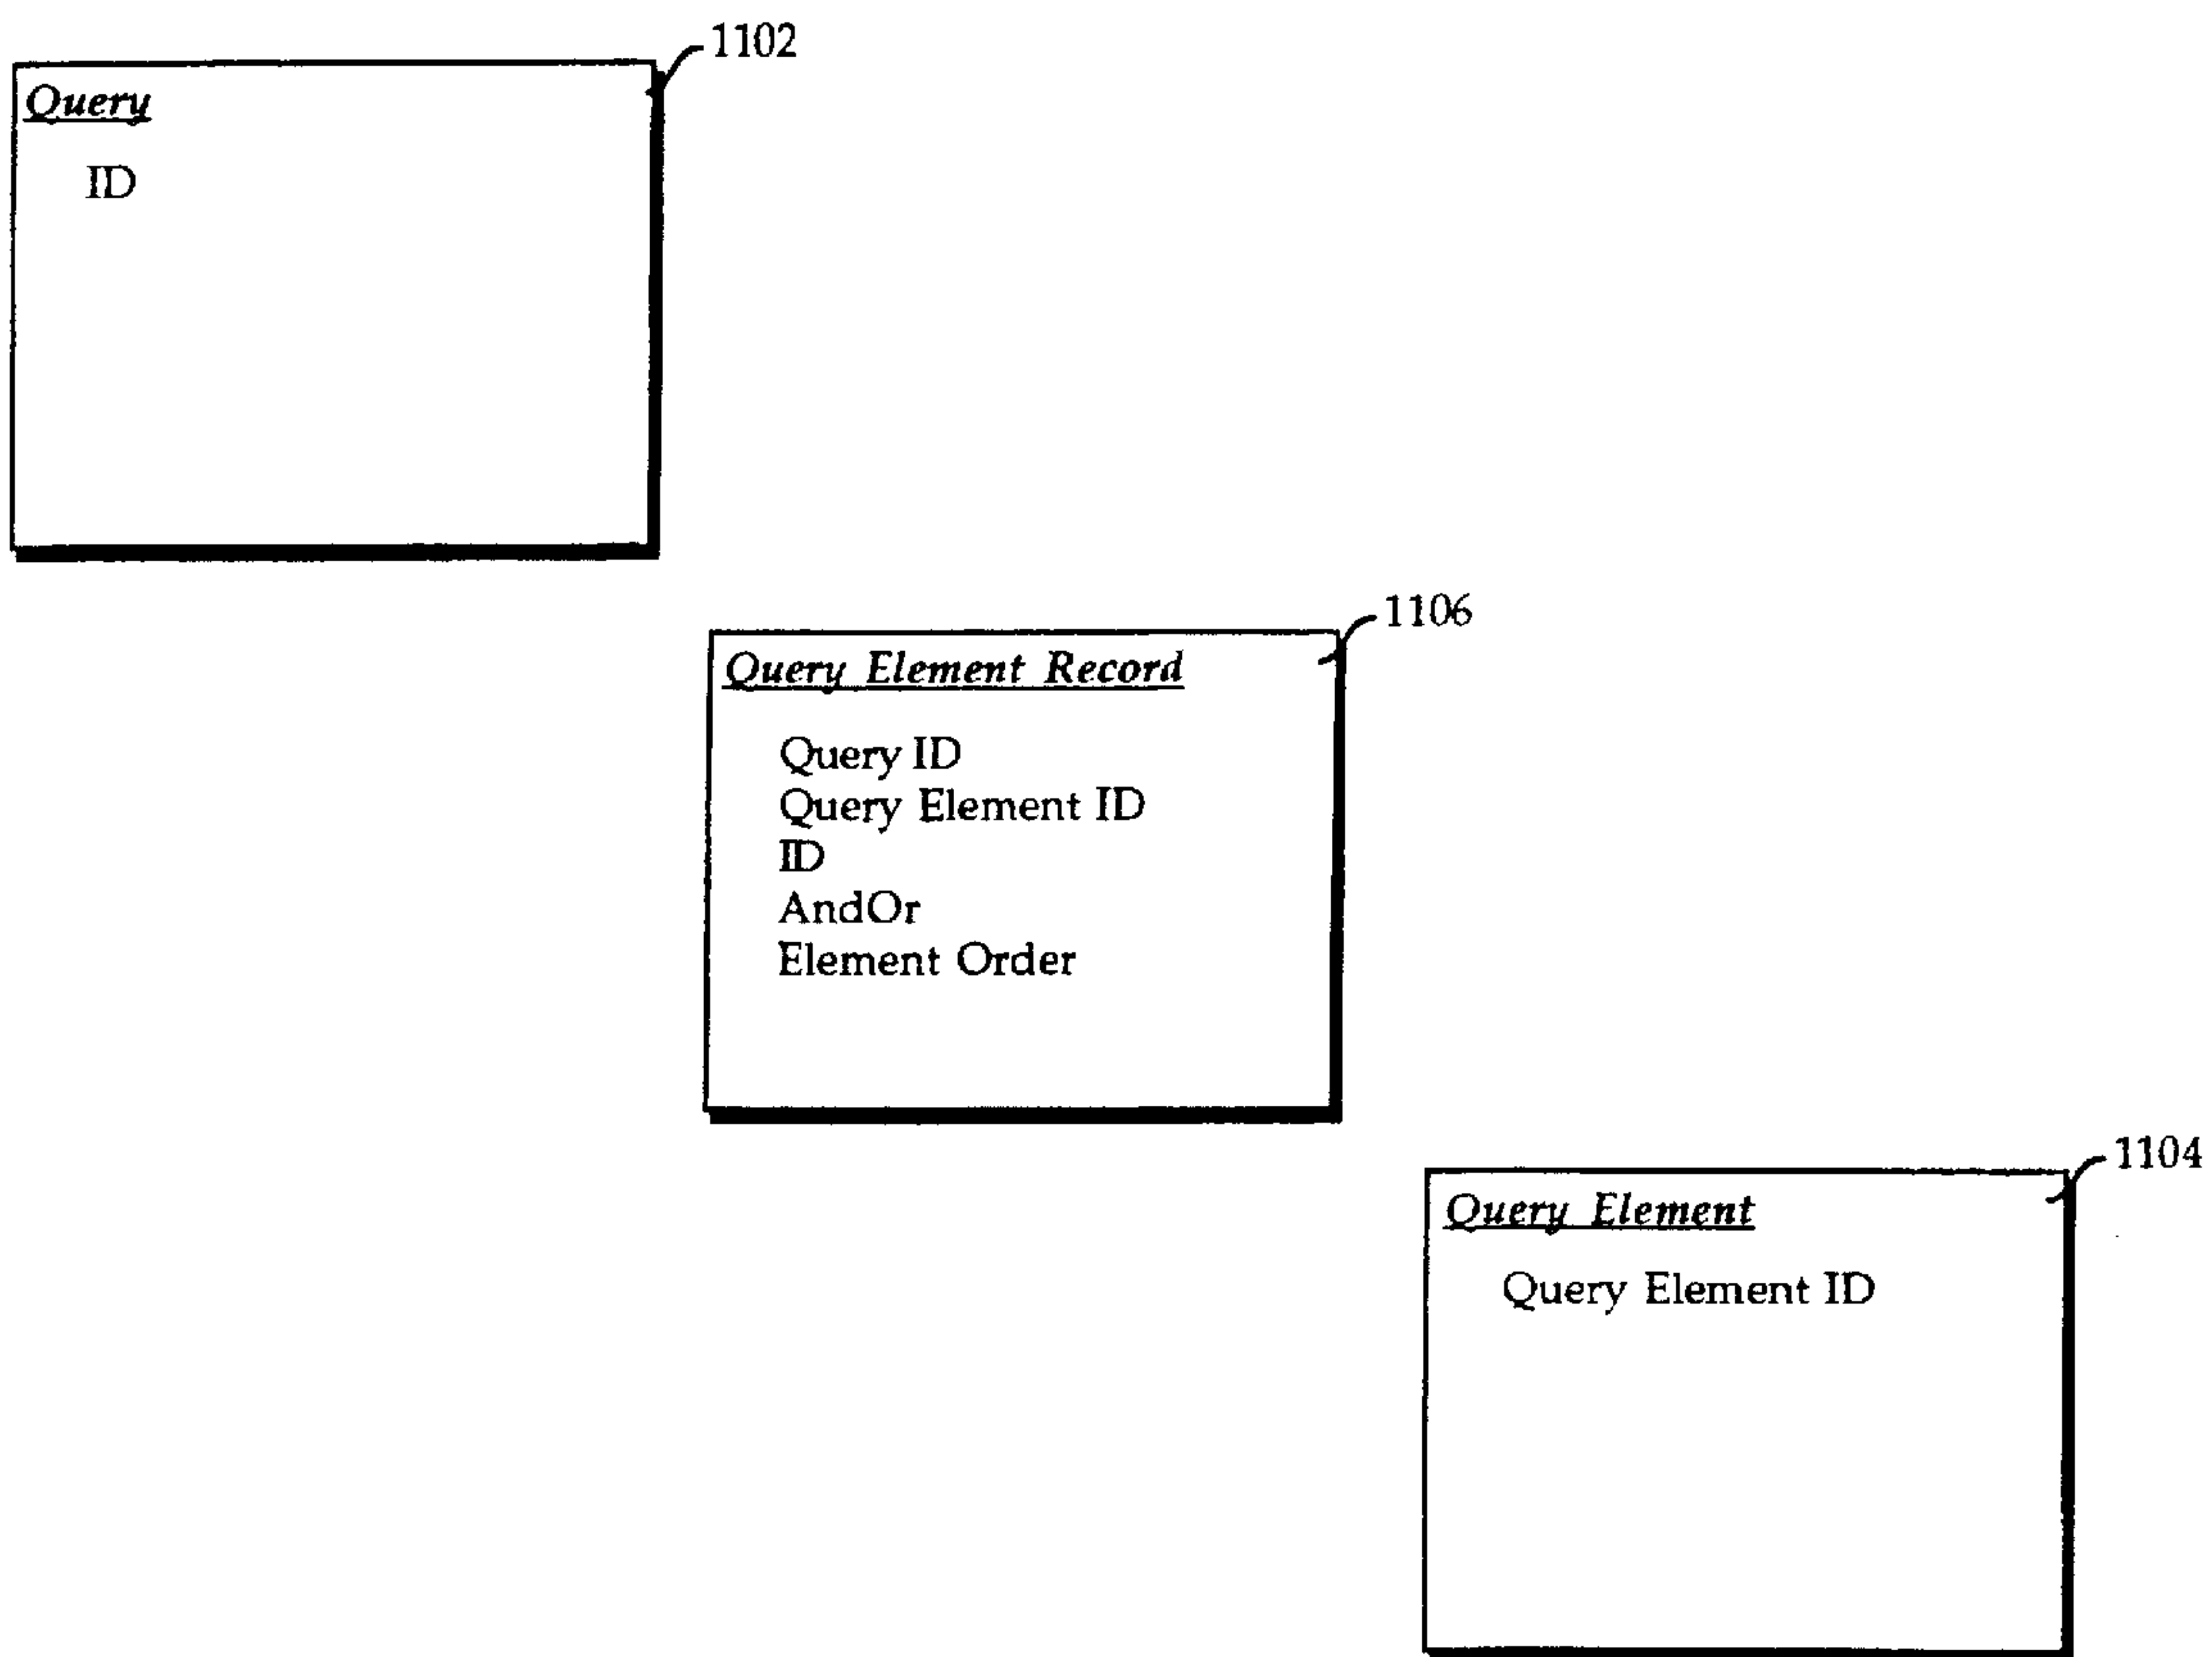 1102
Query
ID
1106
Query Element Record
Query ID
Query Element ID
ID
AndOr
Element Order
1104
Query Element
Query Element ID